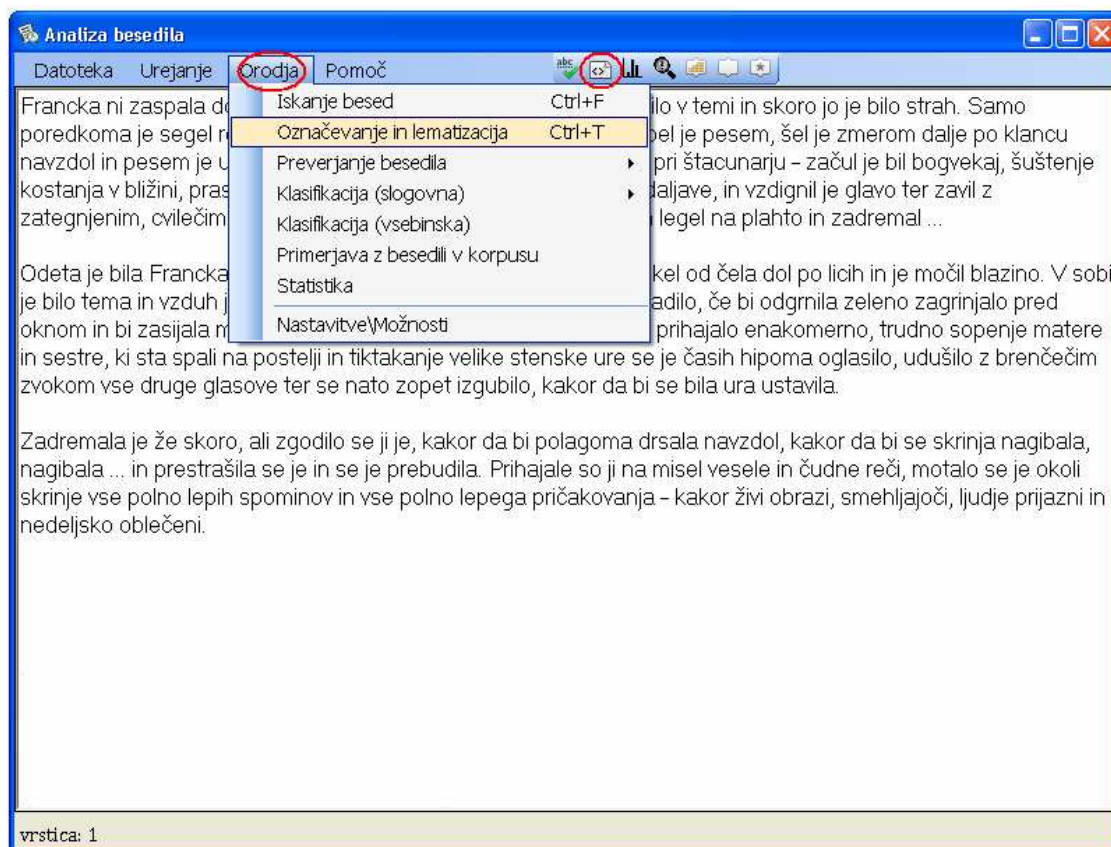 Analiza besedila
Datoteka Urejanje Orodja Pomoč abc
Francka ni zaspala ilo v temi in skoro jo je bilo strah. Samo
poredkoma je segel pel je pesem, šel je zmerom dalje po klancu
navzdol in pesem je pri štacunarju – začul je bil bogvekaj, šuštenje
kostanja v bližini, daljave, in vzdignil je glavo ter zavil z
zategnjenim, cvilečim legel na plahto in zadremal ...
Odeta je bila Francka kel od čela dol po licih in je močil blazino. V sobi
je bilo tema in vzduh adilo, če bi odgrnila zeleno zagrinjalo pred
oknom in bi zasijala prihajalo enakomerno, trudno sopenje matere
in sestre, ki sta spali na postelji in tiktakanje velike stenske ure se je časih hipoma oglasilo, udušilo z brenčečim
zvokom vse druge glasove ter se nato zopet izgubilo, kakor da bi se bila ura ustavila.
Zadremala je že skoro, ali zgodilo se ji je, kakor da bi polagoma drsala navzdol, kakor da bi se skrinja nagibala,
nagibala ... in prestrašila se je in se je prebudila. Prihajale so ji na misel vesele in čudne reči, motalo se je okoli
skrinje vse polno lepih spominov in vse polno lepega pričakovanja – kakor živi obrazi, smehljajoči, ljudje prijazni in
nedeljsko oblečeni.
Iskanje besed Ctrl+F
Označevanje in lematizacija Ctrl+T
Preverjanje besedila
Klasifikacija (slogovna)
Klasifikacija (vsebinska)
Primerjava z besedili v korpusu
Statistika
Nastavitve\Možnosti
vrstica: 1